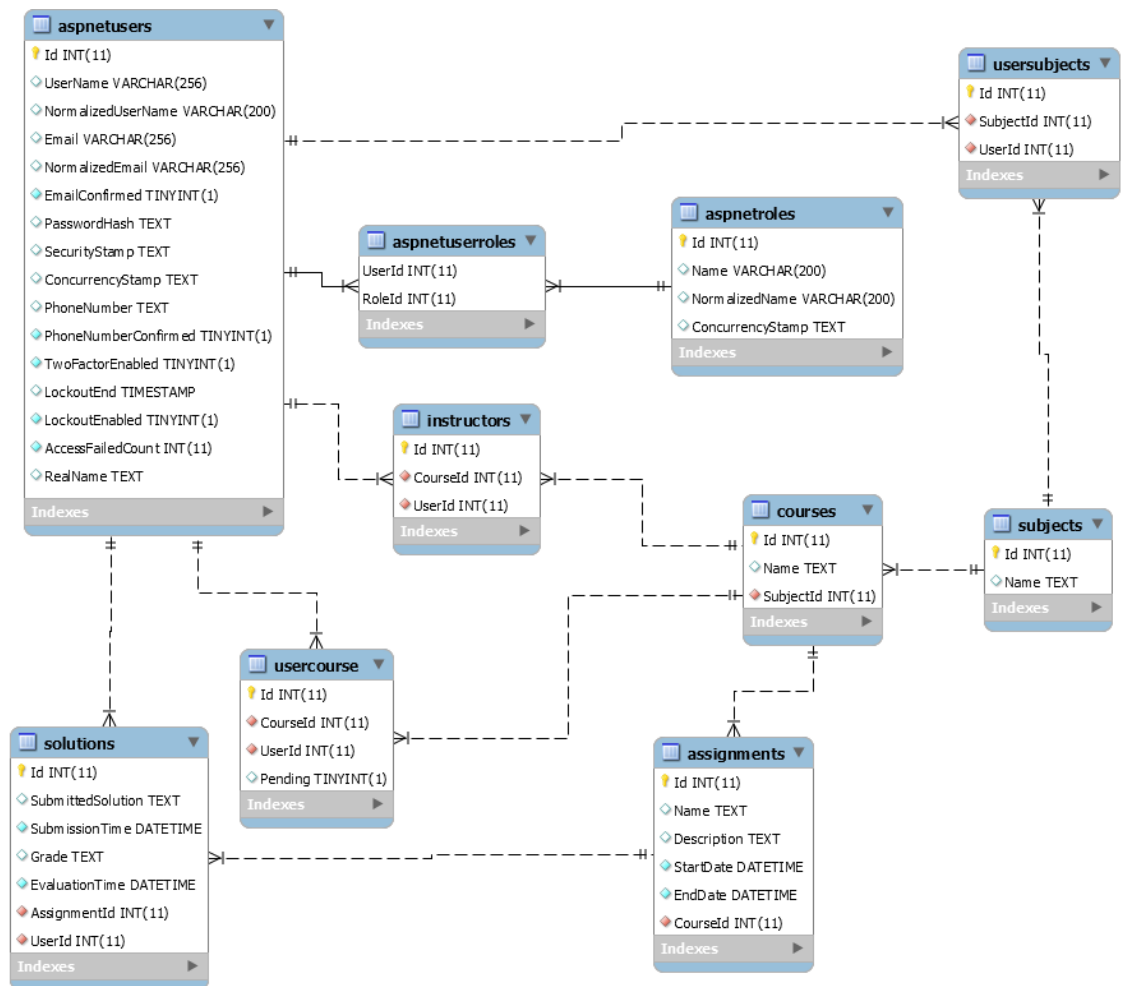 aspnetusers
Id INT(11)
UserName VARCHAR(256)
NormalizedUserName VARCHAR(200)
Email VARCHAR(256)
NormalizedEmail VARCHAR(256)
EmailConfirmed TINYINT(1)
PasswordHash TEXT
SecurityStamp TEXT
ConcurrencyStamp TEXT
PhoneNumber TEXT
PhoneNumberConfirmed TINYINT(1)
TwoFactorEnabled TINYINT(1)
LockoutEnd TIMESTAMP
LockoutEnabled TINYINT(1)
AccessFailedCount INT(11)
RealName TEXT
Indexes
usersubjects
Id INT(11)
SubjectId INT(11)
UserId INT(11)
Indexes
aspnetuserroles
UserId INT(11)
RoleId INT(11)
Indexes
aspnetroles
Id INT(11)
Name VARCHAR(200)
NormalizedName VARCHAR(200)
ConcurrencyStamp TEXT
Indexes
instructors
Id INT(11)
CourseId INT(11)
UserId INT(11)
Indexes
courses
Id INT(11)
Name TEXT
SubjectId INT(11)
Indexes
subjects
Id INT(11)
Name TEXT
Indexes
usercourse
Id INT(11)
CourseId INT(11)
UserId INT(11)
Pending TINYINT(1)
Indexes
solutions
Id INT(11)
SubmittedSolution TEXT
SubmissionTime DATETIME
Grade TEXT
EvaluationTime DATETIME
AssignmentId INT(11)
UserId INT(11)
Indexes
assignments
Id INT(11)
Name TEXT
Description TEXT
StartDate DATETIME
EndDate DATETIME
CourseId INT(11)
Indexes